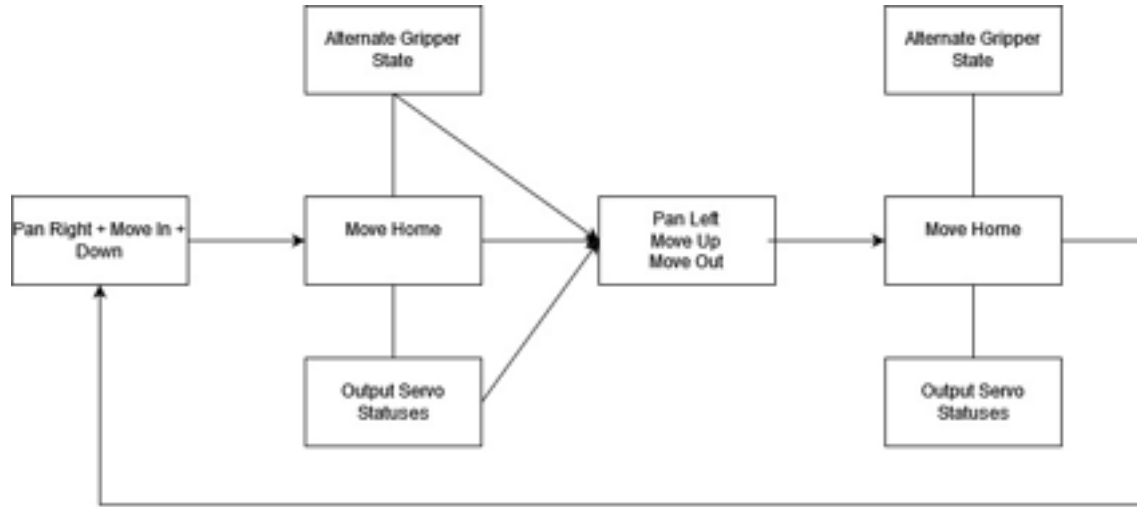 Alternate Gripper
State
Alternate Gripper
State
Pan Right + Move In +
Down
Move Home
Pan Left
Move Up
Move Out
Move Home
Output Servo
Statuses
Output Servo
Statuses